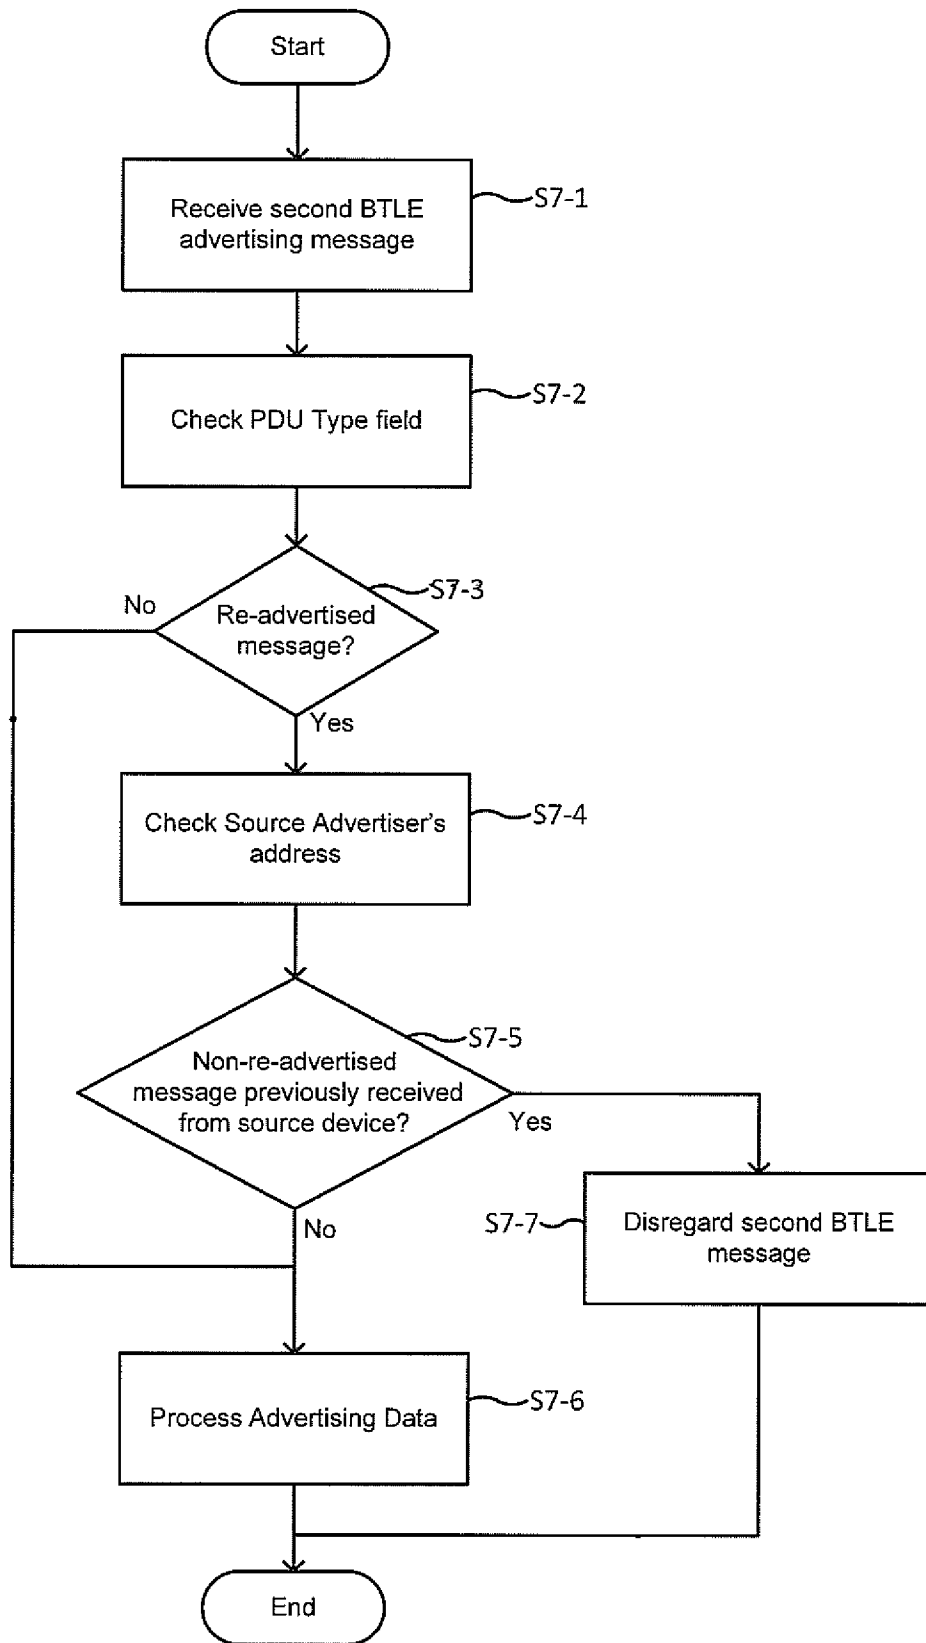 Start
Receive second BTLE
advertising message
S7-1
Check PDU Type field
S7-2
Re-advertised
message?
S7-3
No
Yes
Check Source Advertiser's
address
S7-4
Non-re-advertised
message previously received
from source device?
S7-5
Yes
No
S7-7
Disregard second BTLE
message
Process Advertising Data
S7-6
End